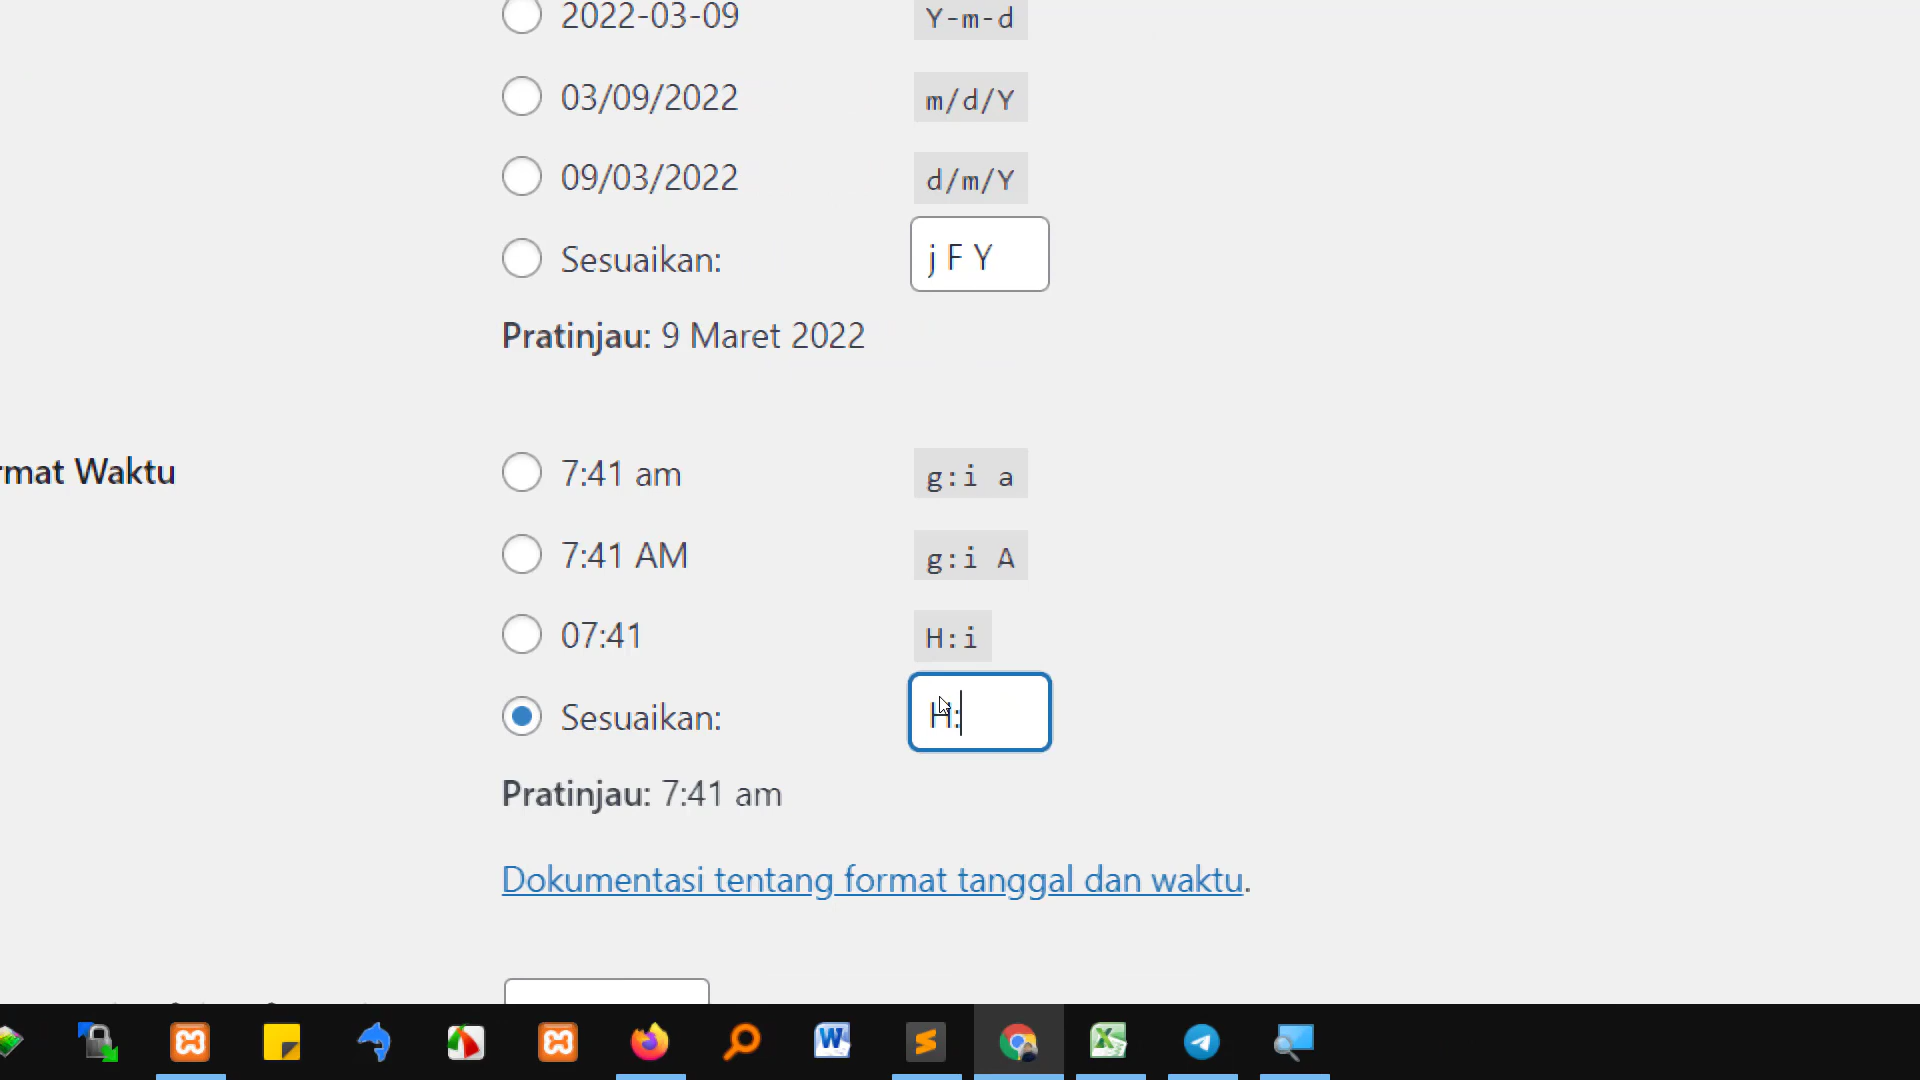 2022-03-09 Y-m-d
03/09/2022 m/d/Y
09/03/2022 d/m/Y
Sesuaikan: j F Y
Pratinjau: 9 Maret 2022
rmat Waktu
7:41 am g:i a
7:41 AM g:i A
07:41 H:i
Sesuaikan: H:
Pratinjau: 7:41 am
Dokumentasi tentang format tanggal dan waktu.